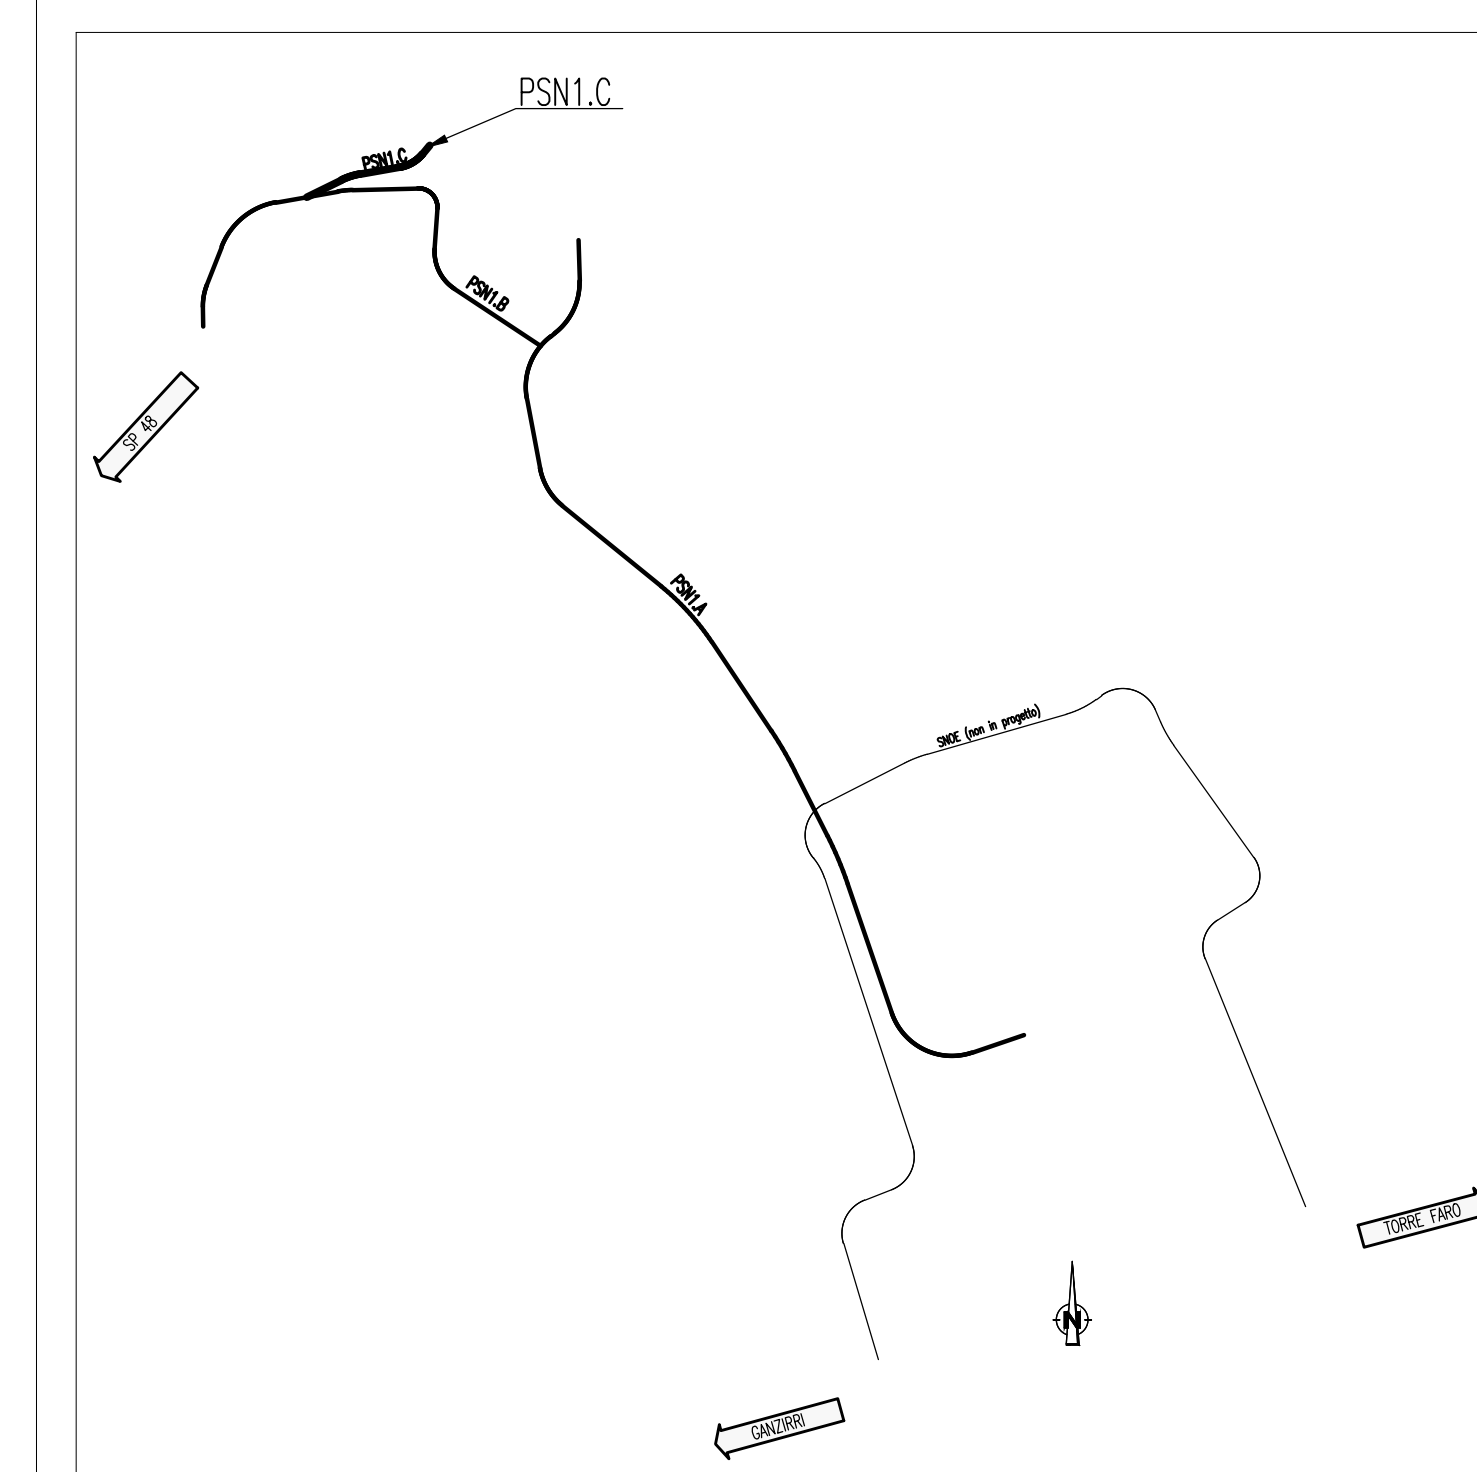 PSN1.C
PSN1.C
PSN1.B
SP 48
PSN1.A
SNOE (non in progetto)
TORRE FARO
N
GANZIRRI